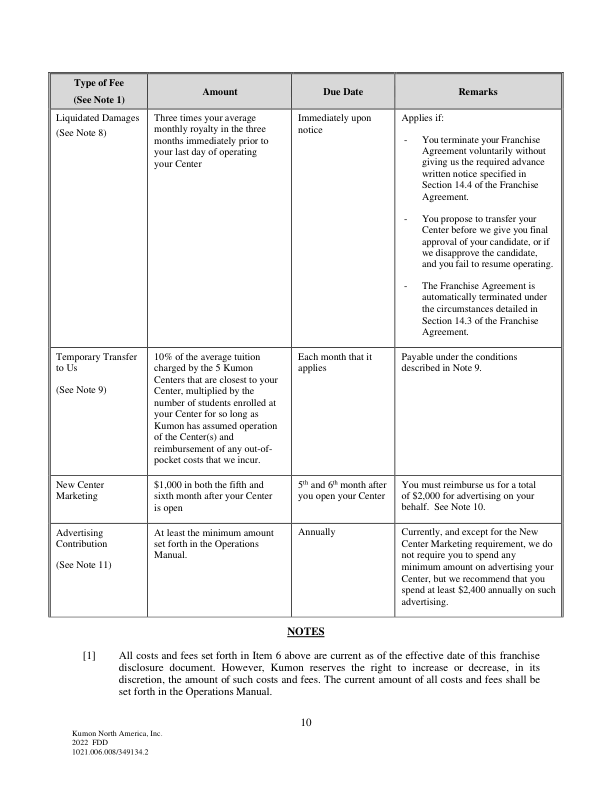 Type of Fee
(See Note 1)
Amount
Due Date
Remarks
Liquidated Damages
(See Note 8)
Three times your average
monthly royalty in the three
months immediately prior to
your last day of operating
your Center
Immediately upon
notice
Applies if:
- You terminate your Franchise
Agreement voluntarily without
giving us the required advance
written notice specified in
Section 14.4 of the Franchise
Agreement.
- You propose to transfer your
Center before we give you final
approval of your candidate, or if
we disapprove the candidate,
and you fail to resume operating.
- The Franchise Agreement is
automatically terminated under
the circumstances detailed in
Section 14.3 of the Franchise
Agreement.
Temporary Transfer
to Us
(See Note 9)
10% of the average tuition
charged by the 5 Kumon
Centers that are closest to your
Center, multiplied by the
number of students enrolled at
your Center for so long as
Kumon has assumed operation
of the Center(s) and
reimbursement of any out-of-
pocket costs that we incur.
Each month that it
applies
Payable under the conditions
described in Note 9.
New Center
Marketing
$1,000 in both the fifth and
sixth month after your Center
is open
5th and 6th month after
you open your Center
You must reimburse us for a total
of $2,000 for advertising on your
behalf. See Note 10.
Advertising
Contribution
(See Note 11)
At least the minimum amount
set forth in the Operations
Manual.
Annually
Currently, and except for the New
Center Marketing requirement, we do
not require you to spend any
minimum amount on advertising your
Center, but we recommend that you
spend at least $2,400 annually on such
advertising.
NOTES
[1] All costs and fees set forth in Item 6 above are current as of the effective date of this franchise
disclosure document. However, Kumon reserves the right to increase or decrease, in its
discretion, the amount of such costs and fees. The current amount of all costs and fees shall be
set forth in the Operations Manual.
10
Kumon North America, Inc.
2022 FDD
1021.006.008/349134.2